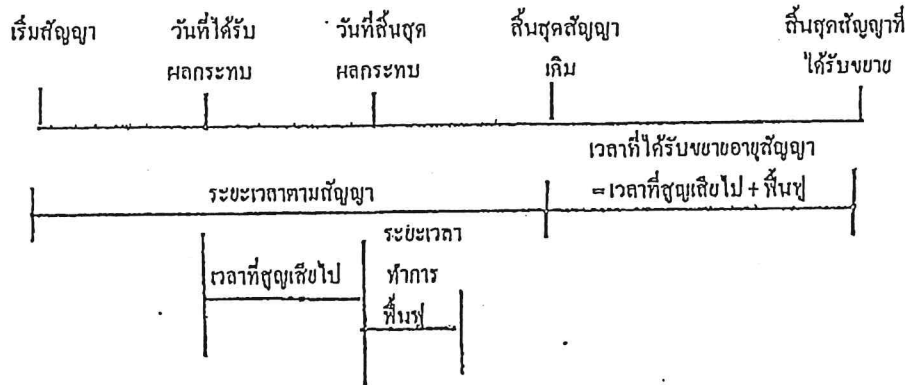 เริ่มสัญญา วันที่ได้รับ วันที่สิ้นสุด สิ้นสุดสัญญา สิ้นสุดสัญญาที่
ผลกระทบ ผลกระทบ เดิม ได้รับขยาย
เวลาที่ได้รับขยายอายุสัญญา
ระยะเวลาตามสัญญา = เวลาที่สูญเสียไป + ฟื้นฟู
ระยะเวลา
เวลาที่สูญเสียไป ทำการ
ฟื้นฟู